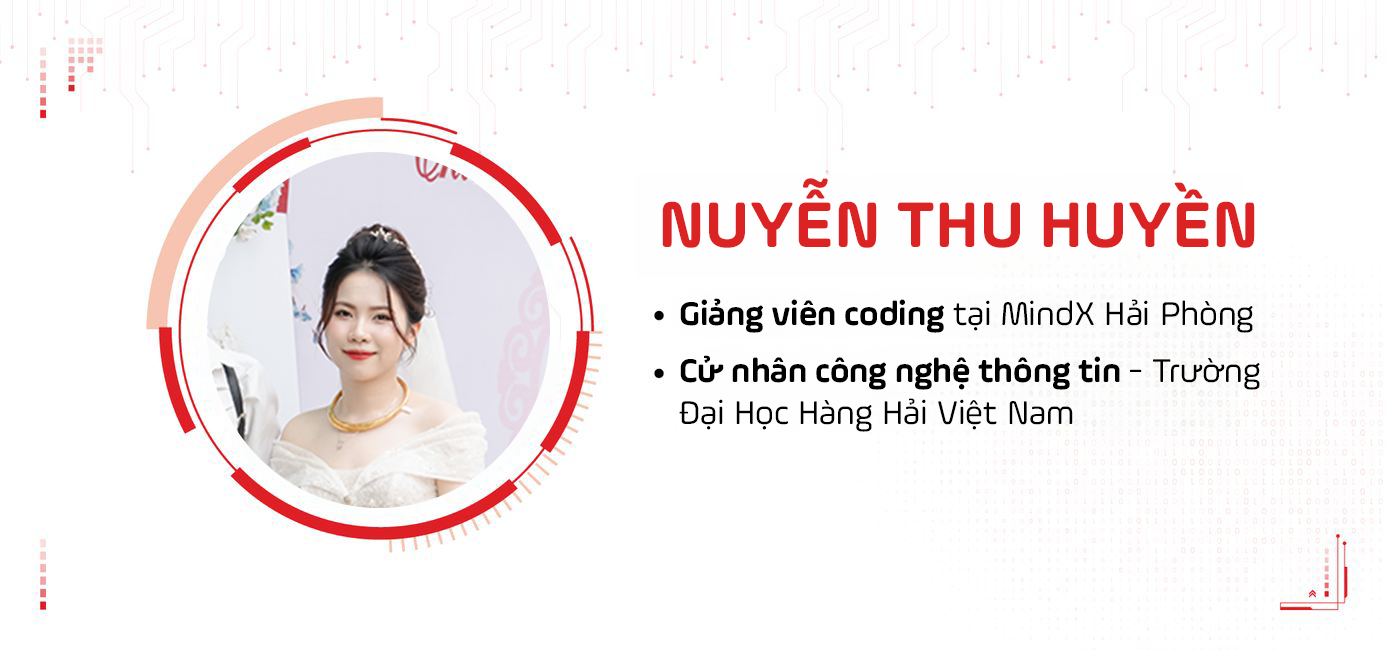 NUYỄN THU HUYỀN
• Giảng viên coding tại MindX Hải Phòng
• Cử nhân công nghệ thông tin - Trường
Đại Học Hàng Hải Việt Nam